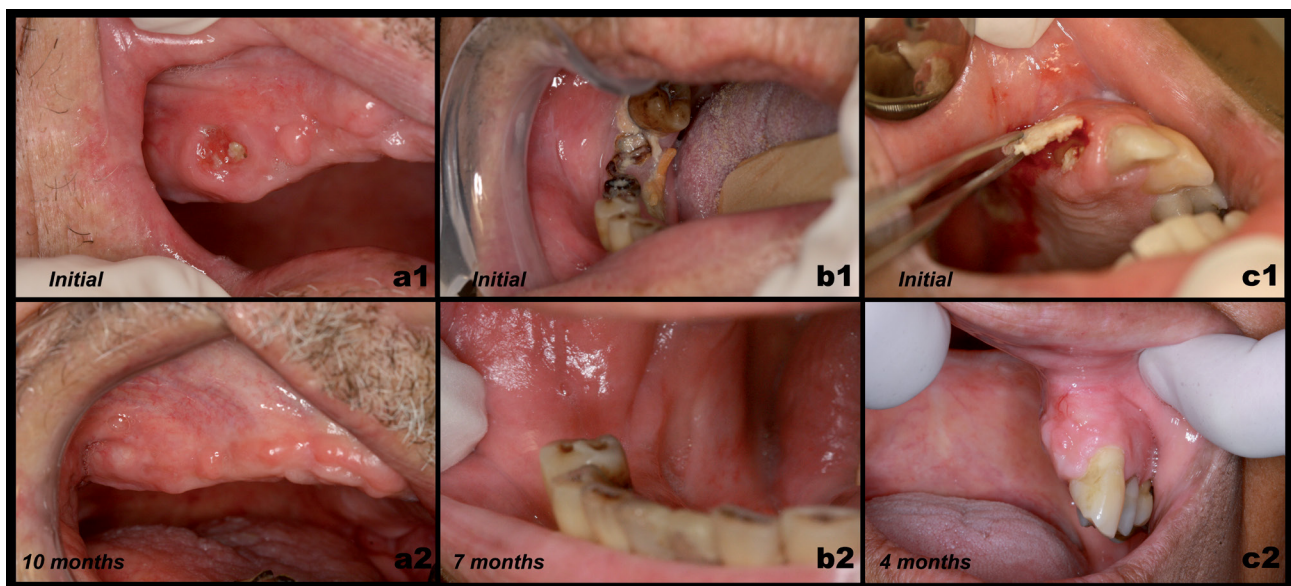 Initial a1
Initial b1
Initial c1
10 months a2
7 months b2
4 months c2